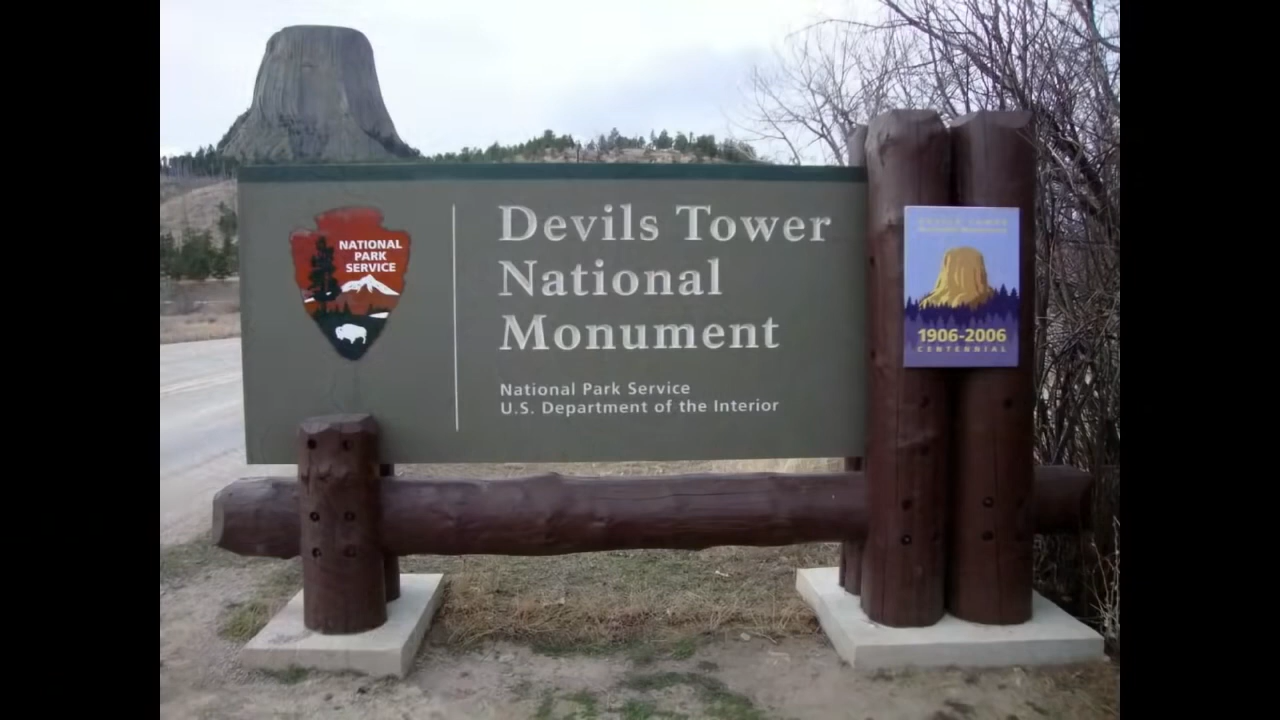 NATIONAL
PARK
SERVICE
Devils Tower
National
Monument
National Park Service
U.S. Department of the Interior
1906-2006
CENTENNIAL